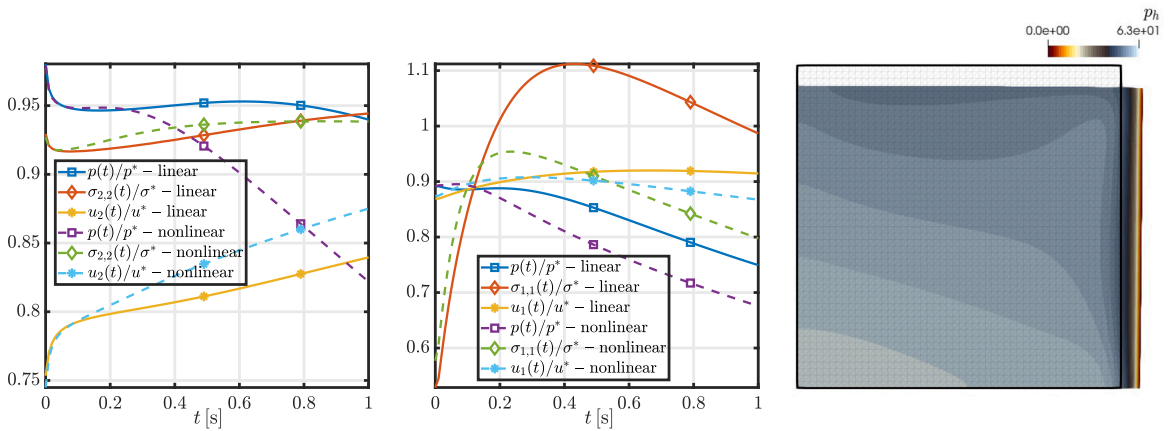 0.95
0.9
0.85
0.8
0.75
0
0.2
0.4
0.6
0.8
1
t [s]
p(t)/p* − linear
σ2,2(t)/σ* − linear
u2(t)/u* − linear
p(t)/p* − nonlinear
σ2,2(t)/σ* − nonlinear
u2(t)/u* − nonlinear
1.1
1
0.9
0.8
0.7
0.6
0
0.2
0.4
0.6
0.8
1
t [s]
p(t)/p* − linear
σ1,1(t)/σ* − linear
u1(t)/u* − linear
p(t)/p* − nonlinear
σ1,1(t)/σ* − nonlinear
u1(t)/u* − nonlinear
ph
0.0e+00 6.3e+01